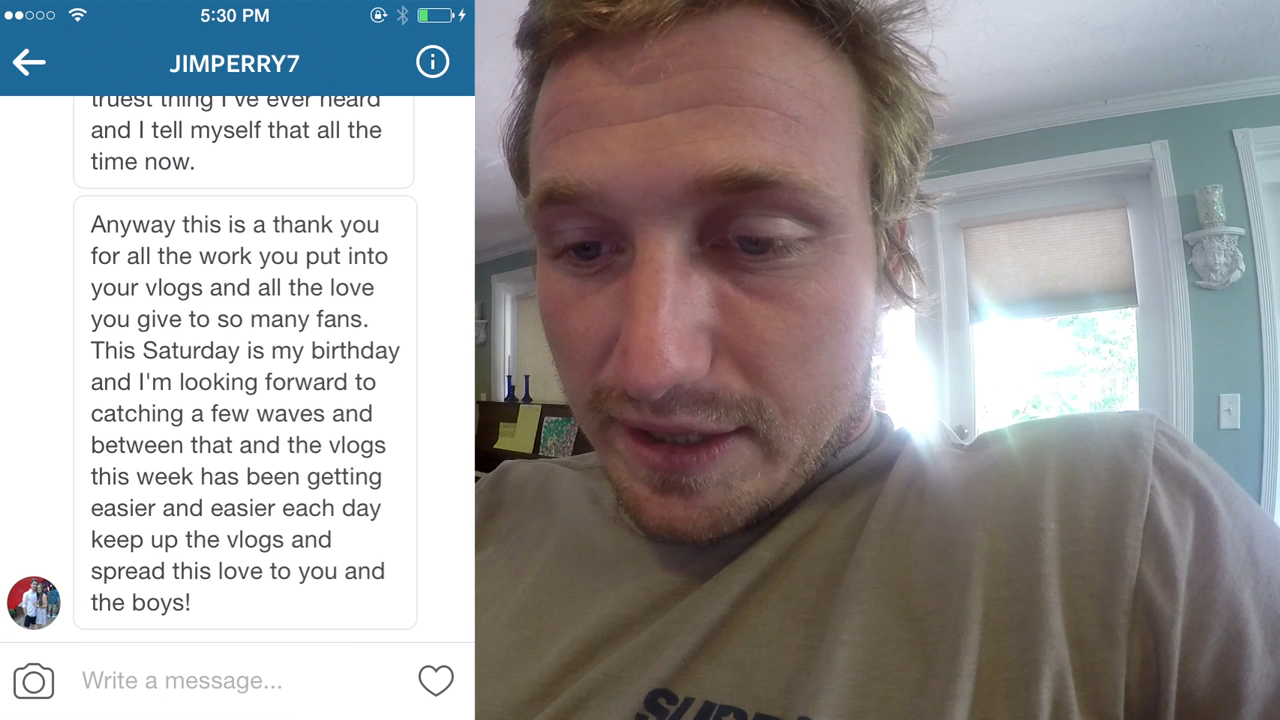 5:30 PM
JIMPERRY7
truest thing I've ever heard
and I tell myself that all the
time now.
Anyway this is a thank you
for all the work you put into
your vlogs and all the love
you give to so many fans.
This Saturday is my birthday
and I'm looking forward to
catching a few waves and
between that and the vlogs
this week has been getting
easier and easier each day
keep up the vlogs and
spread this love to you and
the boys!
Write a message...